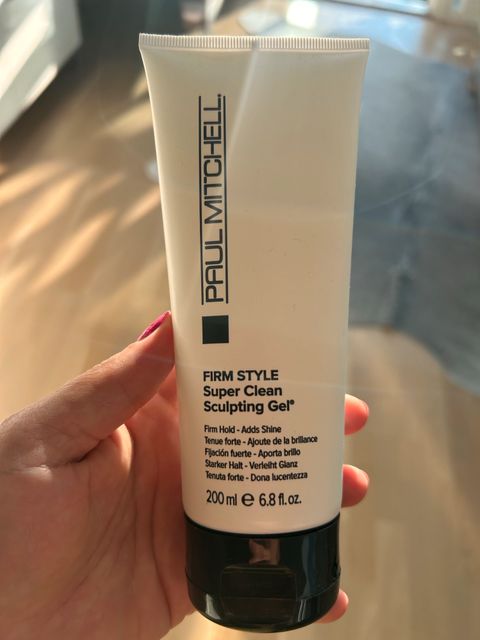 PAUL MITCHELL®
FIRM STYLE
Super Clean
Sculpting Gel®
Firm Hold - Adds Shine
Tenue forte - Ajoute de la brillance
Fijación fuerte - Aporta brillo
Starker Halt - Verleiht Glanz
Tenuta forte - Dona lucentezza
200 ml ℮ 6.8 fl. oz.